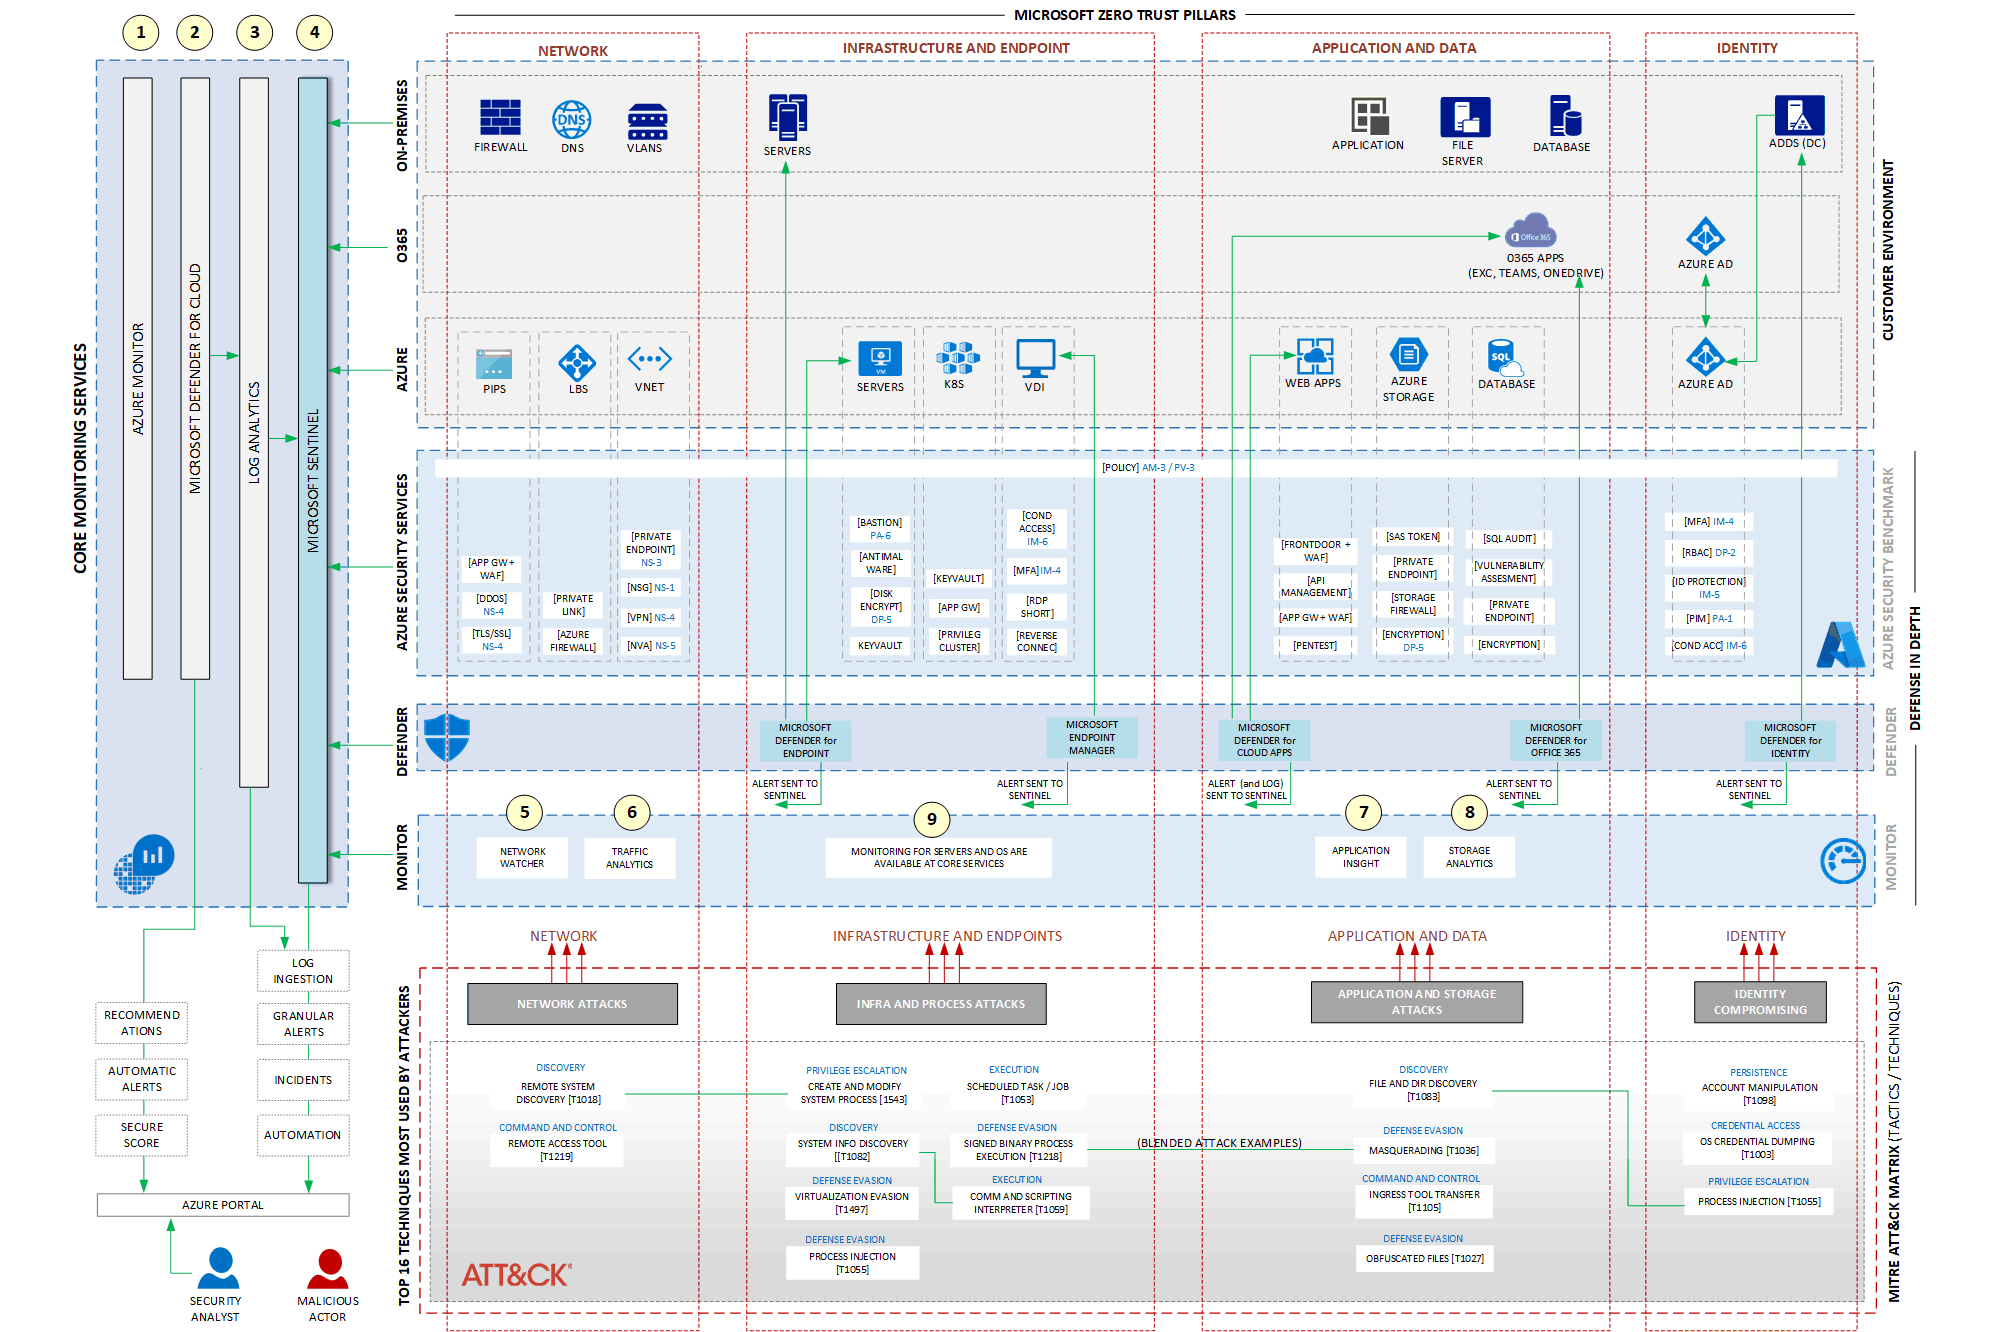 MICROSOFT ZERO TRUST PILLARS
1
2
3
4
NETWORK
INFRASTRUCTURE AND ENDPOINT
APPLICATION AND DATA
IDENTITY
CORE MONITORING SERVICES
AZURE MONITOR
MICROSOFT DEFENDER FOR CLOUD
LOG ANALYTICS
MICROSOFT SENTINEL
ON-PREMISES
FIREWALL
DNS
DNS
VLANS
SERVERS
APPLICATION
FILE
SERVER
DATABASE
ADDS (DC)
CUSTOMER ENVIRONMENT
O365
Office 365
O365 APPS
(EXC, TEAMS, ONEDRIVE)
AZURE AD
AZURE
PIPS
LBS
VNET
VM
SERVERS
K8S
VDI
WEB APPS
AZURE
STORAGE
SQL
DATABASE
AZURE AD
AZURE SECURITY SERVICES
[POLICY] AM-3 / PV-3
[APP GW+
WAF]
[DDOS]
NS-4
[TLS/SSL]
NS-4
[PRIVATE
LINK]
[AZURE
FIREWALL]
[PRIVATE
ENDPOINT]
NS-3
[NSG] NS-1
[VPN] NS-4
[NVA] NS-5
[BASTION]
PA-6
[ANTIMAL
WARE]
[DISK
ENCRYPT]
DP-5
KEYVAULT
[KEYVAULT]
[APP GW]
[PRIVILEG
CLUSTER]
[COND
ACCESS]
IM-6
[MFA]IM-4
[RDP
SHORT]
[REVERSE
CONNEC]
[FRONTDOOR +
WAF]
[API
MANAGEMENT]
[APP GW+ WAF]
[PENTEST]
[SAS TOKEN]
[PRIVATE
ENDPOINT]
[STORAGE
FIREWALL]
[ENCRYPTION]
DP-5
[SQL AUDIT]
[VULNERABILITY
ASSESMENT]
[PRIVATE
ENDPOINT]
[ENCRYPTION]
[MFA] IM-4
[RBAC] DP-2
[ID PROTECTION]
IM-5
[PIM] PA-1
[COND ACC] IM-6
AZURE SECURITY BENCHMARK
DEFENSE IN DEPTH
DEFENDER
MICROSOFT
DEFENDER for
ENDPOINT
MICROSOFT
ENDPOINT
MANAGER
MICROSOFT
DEFENDER for
CLOUD APPS
MICROSOFT
DEFENDER for
OFFICE 365
MICROSOFT
DEFENDER for
IDENTITY
DEFENDER
ALERT SENT TO
SENTINEL
ALERT SENT TO
SENTINEL
ALERT (and LOG)
SENT TO SENTINEL
ALERT SENT TO
SENTINEL
ALERT SENT TO
SENTINEL
MONITOR
5
NETWORK
WATCHER
6
TRAFFIC
ANALYTICS
9
MONITORING FOR SERVERS AND OS ARE
AVAILABLE AT CORE SERVICES
7
APPLICATION
INSIGHT
8
STORAGE
ANALYTICS
MONITOR
LOG
INGESTION
RECOMMEND
ATIONS
GRANULAR
ALERTS
AUTOMATIC
ALERTS
INCIDENTS
SECURE
SCORE
AUTOMATION
AZURE PORTAL
SECURITY
ANALYST
MALICIOUS
ACTOR
NETWORK
INFRASTRUCTURE AND ENDPOINTS
APPLICATION AND DATA
IDENTITY
TOP 16 TECHNIQUES MOST USED BY ATTACKERS
NETWORK ATTACKS
INFRA AND PROCESS ATTACKS
APPLICATION AND STORAGE
ATTACKS
IDENTITY
COMPROMISING
DISCOVERY
REMOTE SYSTEM
DISCOVERY [T1018]
COMMAND AND CONTROL
REMOTE ACCESS TOOL
[T1219]
PRIVILEGE ESCALATION
CREATE AND MODIFY
SYSTEM PROCESS [1543]
DISCOVERY
SYSTEM INFO DISCOVERY
[[T1082]
DEFENSE EVASION
VIRTUALIZATION EVASION
[T1497]
DEFENSE EVASION
PROCESS INJECTION
[T1055]
EXECUTION
SCHEDULED TASK / JOB
[T1053]
DEFENSE EVASION
SIGNED BINARY PROCESS
EXECUTION [T1218]
EXECUTION
COMM AND SCRIPTING
INTERPRETER [T1059]
(BLENDED ATTACK EXAMPLES)
DISCOVERY
FILE AND DIR DISCOVERY
[T1083]
DEFENSE EVASION
MASQUERADING [T1036]
COMMAND AND CONTROL
INGRESS TOOL TRANSFER
[T1105]
DEFENSE EVASION
OBFUSCATED FILES [T1027]
PERSISTENCE
ACCOUNT MANIPULATION
[T1098]
CREDENTIAL ACCESS
OS CREDENTIAL DUMPING
[T1003]
PRIVILEGE ESCALATION
PROCESS INJECTION [T1055]
ATT&CK®
MITRE ATT&CK MATRIX (TACTICS / TECHNIQUES)